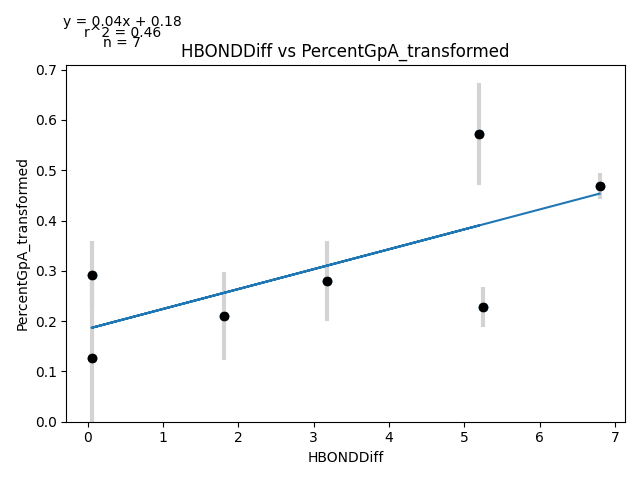 y = 0.04x + 0.18
r^2 = 0.46
n = 7
HBONDDiff vs PercentGpA_transformed
0.7
0.6
0.5
0.4
0.3
0.2
0.1
0.0
PercentGpA_transformed
0 1 2 3 4 5 6 7
HBONDDiff